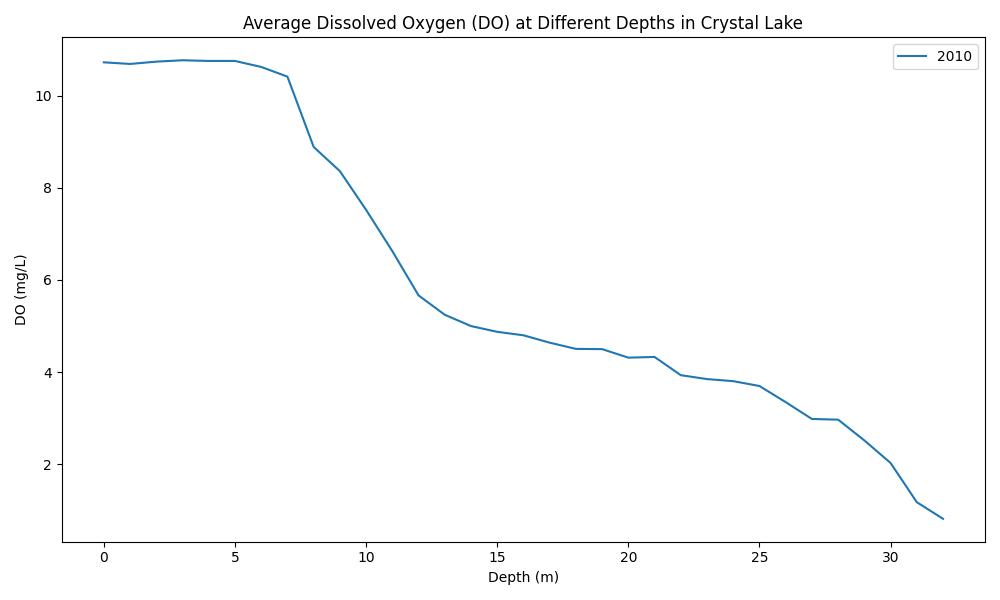 Average Dissolved Oxygen (DO) at Different Depths in Crystal Lake
2010
DO (mg/L)
10
8
6
4
2
0 5 10 15 20 25 30
Depth (m)